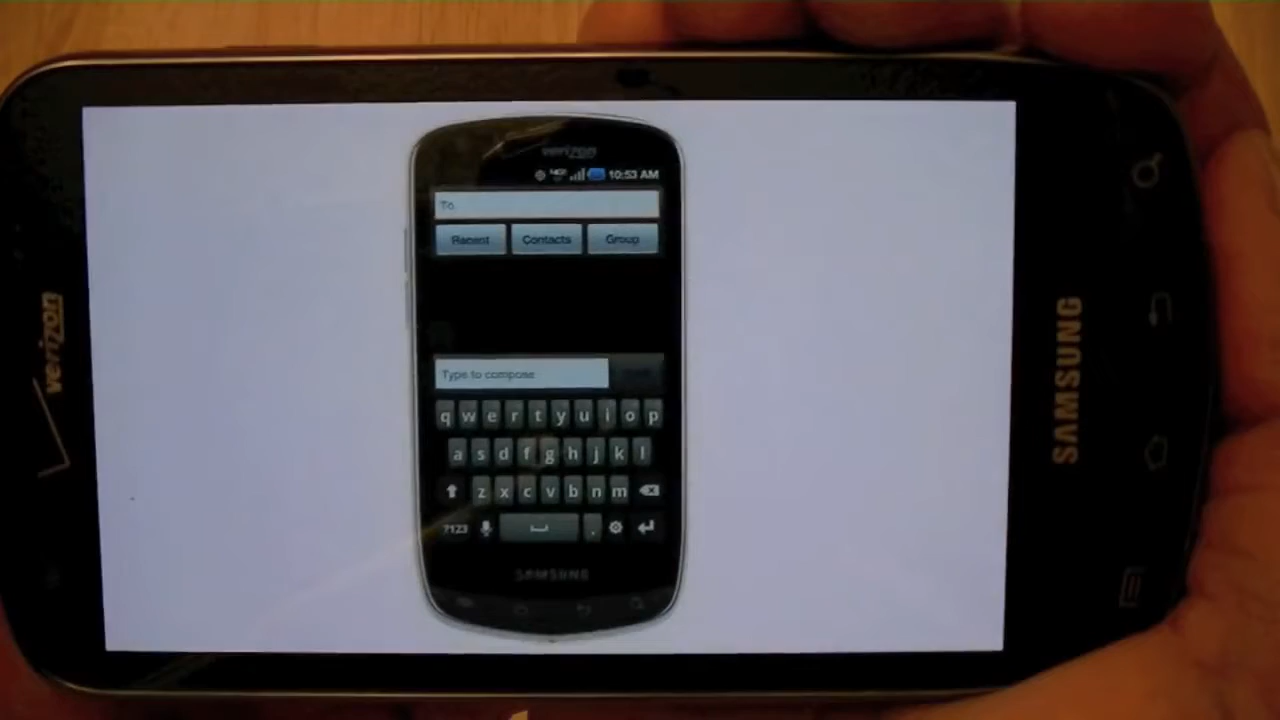 verizon
10:53 AM
To
Recent Contacts Group
Type to compose
q w e r t y u i o p
a s d f g h j k l
z x c v b n m
?123 .
SAMSUNG
verizon
SAMSUNG